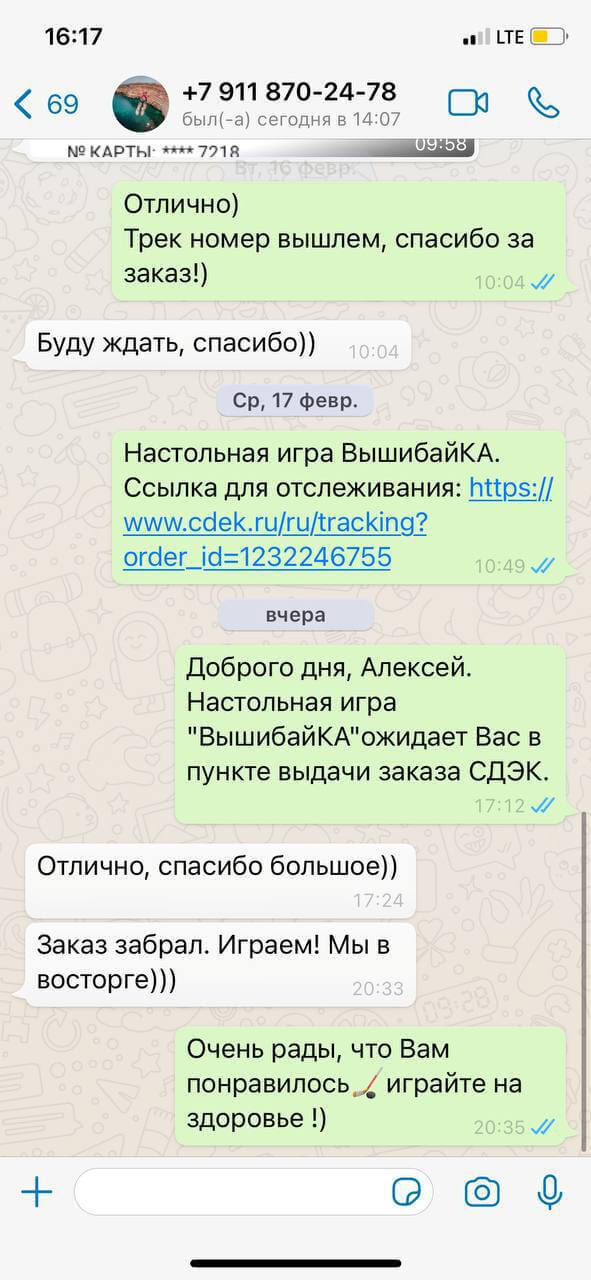 16:17
LTE
69
+7 911 870-24-78
был(-а) сегодня в 14:07
№ КАРТЫ: **** 7218
09:58
Вт, 16 февр.
Отлично)
Трек номер вышлем, спасибо за
заказ!)
10:04
Буду ждать, спасибо))
10:04
Ср, 17 февр.
Настольная игра ВышибайКА.
Ссылка для отслеживания: https://
www.cdek.ru/ru/tracking?
order_id=1232246755
10:49
вчера
Доброго дня, Алексей.
Настольная игра
"ВышибайКА"ожидает Вас в
пункте выдачи заказа СДЭК.
17:12
Отлично, спасибо большое))
17:24
Заказ забрал. Играем! Мы в
восторге)))
20:33
Очень рады, что Вам
понравилось🏒играйте на
здоровье !)
20:35